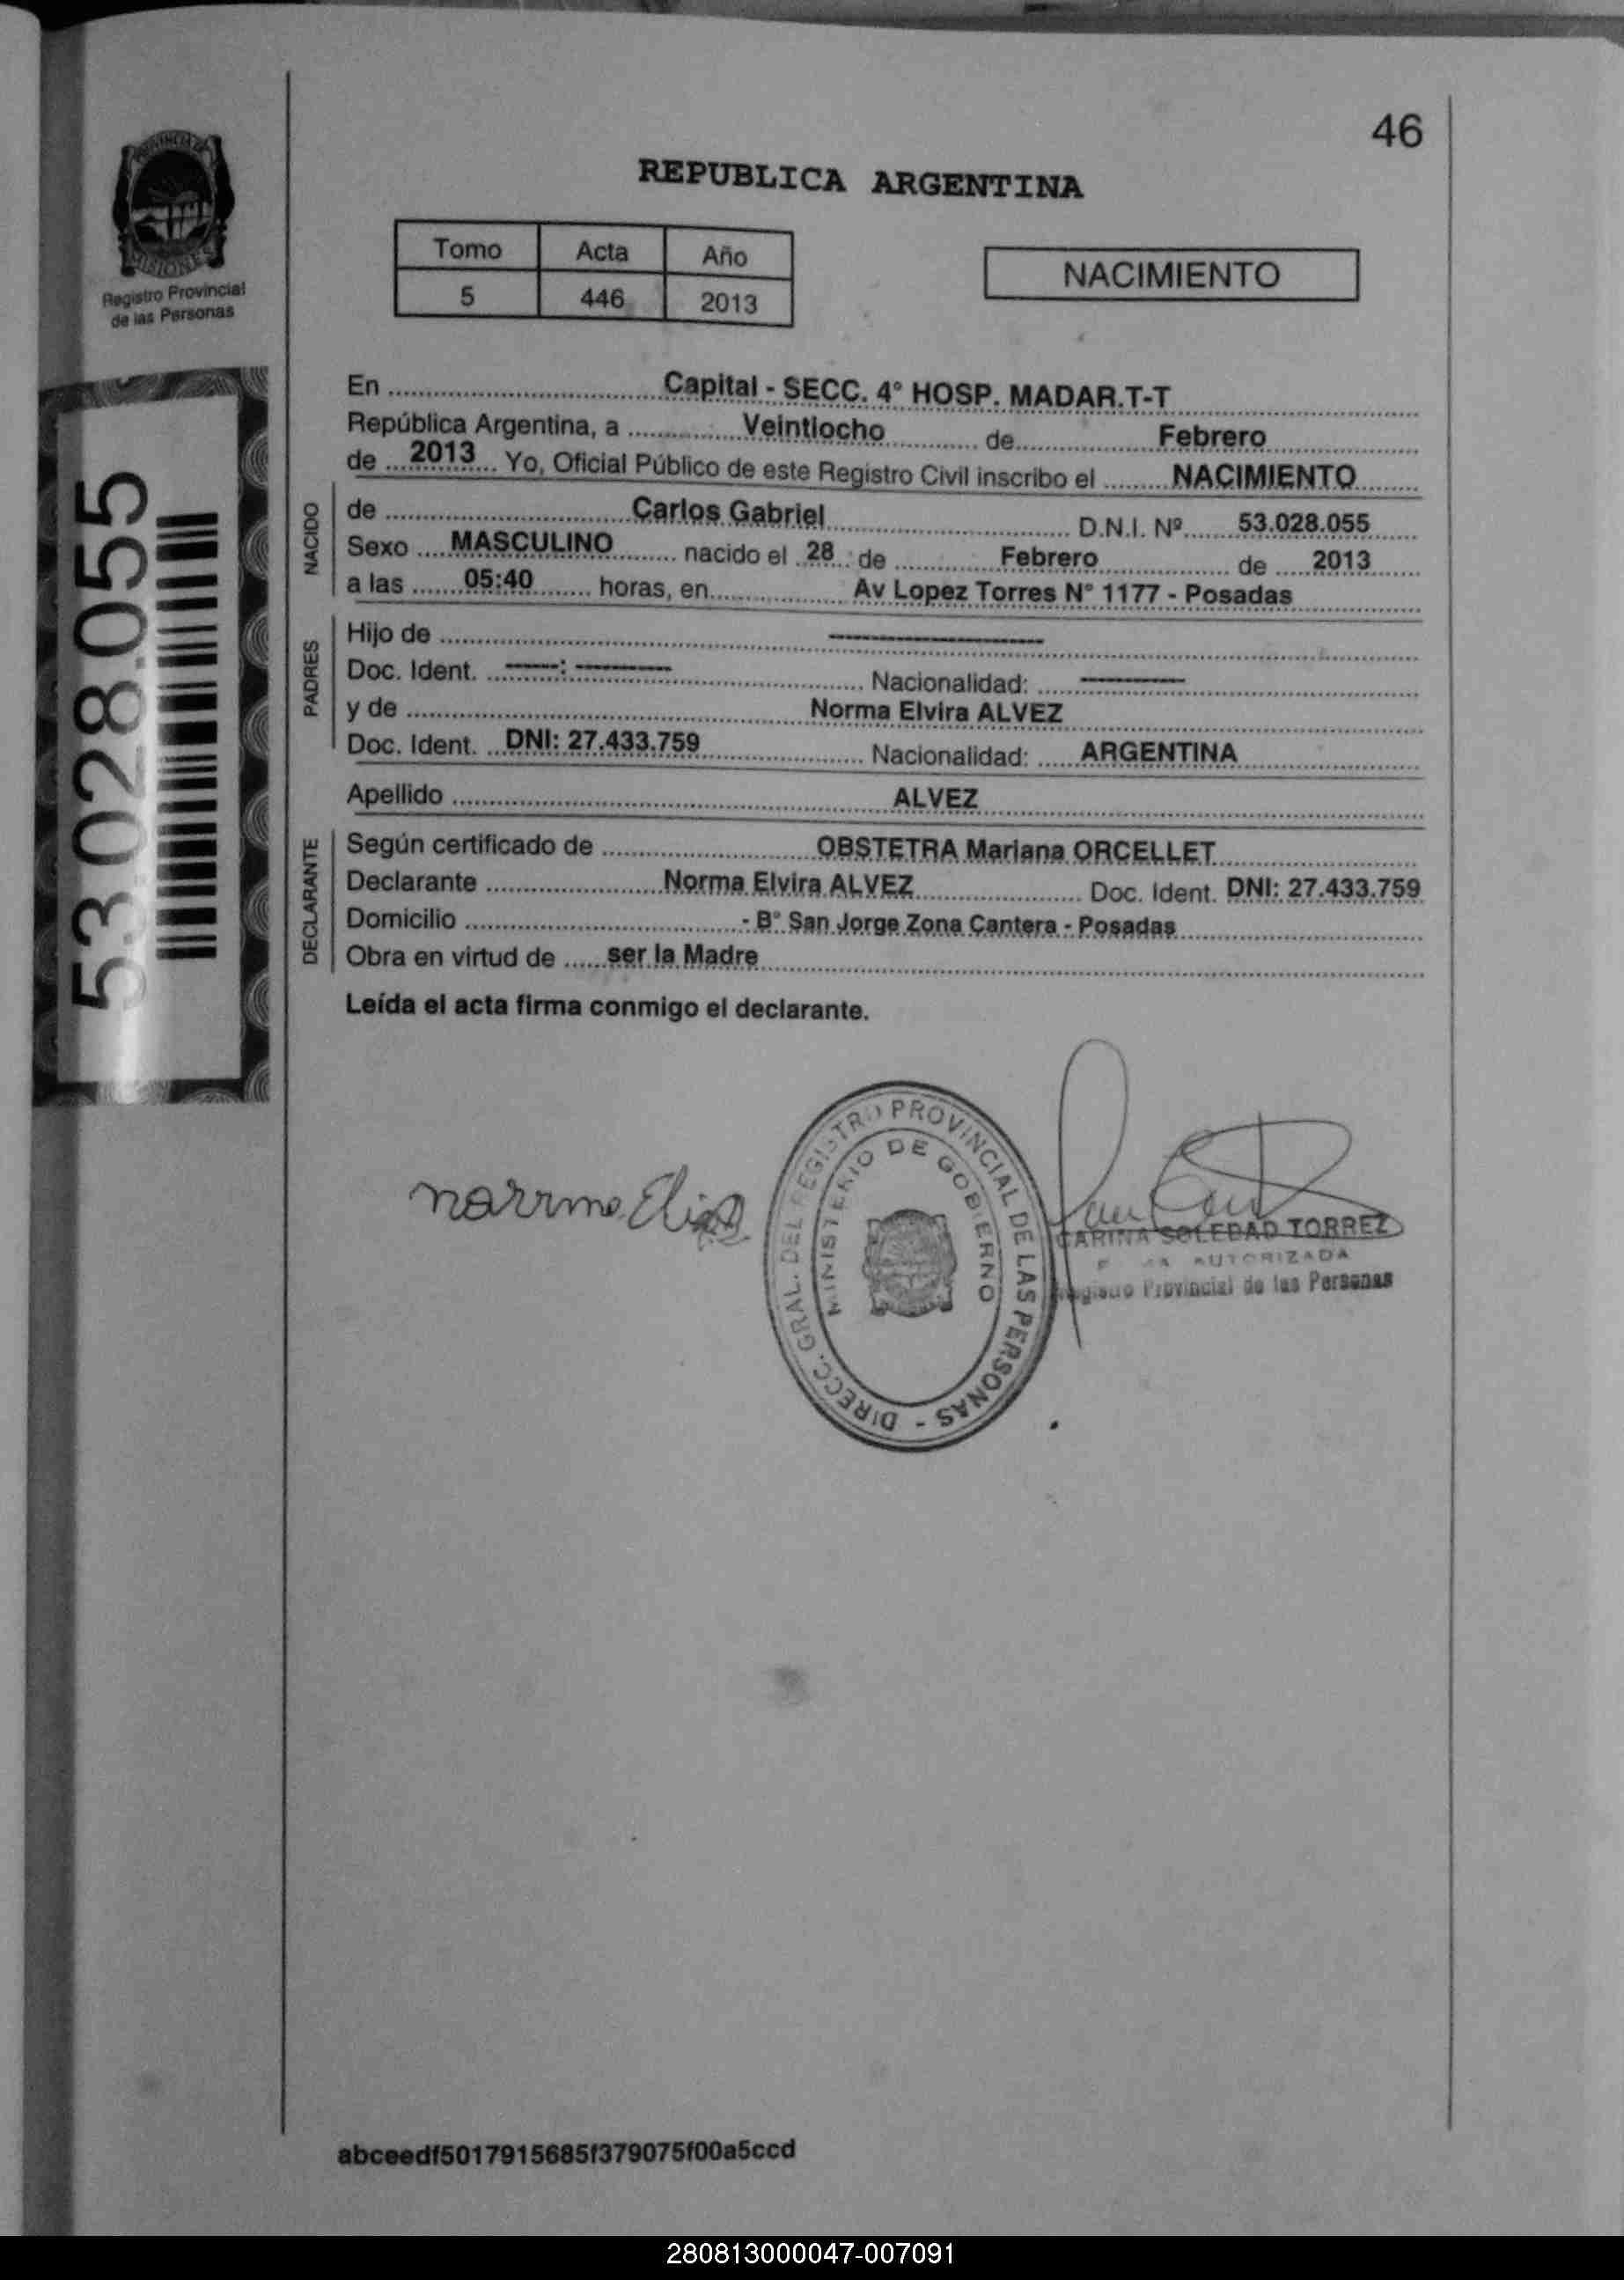 46
REPUBLICA ARGENTINA
PROVINCIA DE
MISIONES
Registro Provincial
de las Personas
Tomo Acta Año
5 446 2013
NACIMIENTO
53.028.055
En Capital - SECC. 4° HOSP. MADAR.T-T
República Argentina, a Veintiocho de Febrero
de 2013 Yo, Oficial Público de este Registro Civil inscribo el NACIMIENTO
NACIDO
de Carlos Gabriel D.N.I. Nº 53.028.055
Sexo MASCULINO nacido el 28 de Febrero de 2013
a las 05:40 horas, en Av Lopez Torres N° 1177 - Posadas
PADRES
Hijo de ----------
Doc. Ident. -----: --------- Nacionalidad: ----------
y de Norma Elvira ALVEZ
Doc. Ident. DNI: 27.433.759 Nacionalidad: ARGENTINA
Apellido ALVEZ
DECLARANTE
Según certificado de OBSTETRA Mariana ORCELLET
Declarante Norma Elvira ALVEZ Doc. Ident. DNI: 27.433.759
Domicilio - B° San Jorge Zona Cantera - Posadas
Obra en virtud de ser la Madre
Leída el acta firma conmigo el declarante.
DIRECC. GRAL. DEL REGISTRO PROVINCIAL DE LAS PERSONAS -
MINISTERIO DE GOBIERNO
CARINA SOLEDAD TORREZ
AUTORIZADA
Registro Provincial de las Personas
abceedf5017915685f379075f00a5ccd
280813000047-007091